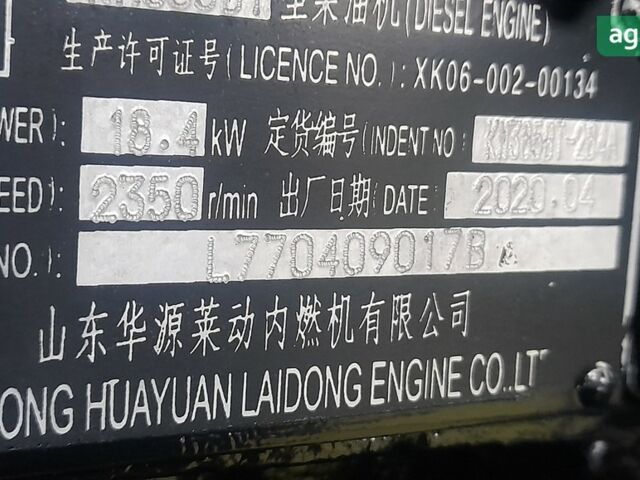 型柴油机(DIESEL ENGINE)
ag
生产许可证号(LICENCE NO.): XK06-002-00134
WER): 18.4 kW 定货编号(INDENT NO):
EED): 2350 r/min 出厂日期(DATE): 2020.04
NO.): L770409017B
山东华源莱动内燃机有限公司
ONG HUAYUAN LAIDONG ENGINE CO.,LT